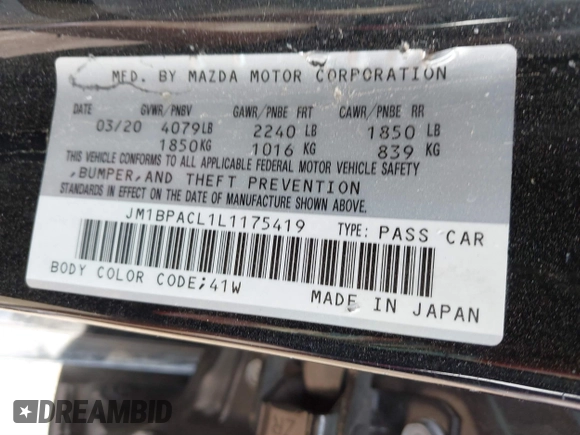 MFD. BY MAZDA MOTOR CORPORATION
DATE GVWR/PNBV GAWR/PNBE FRT GAWR/PNBE RR
03/20 4079LB 2240 LB 1850 LB
1850KG 1016 KG 839 KG
THIS VEHICLE CONFORMS TO ALL APPLICABLE FEDERAL MOTOR VEHICLE SAFETY
,BUMPER,AND THEFT PREVENTION
STANDARDS IN EFFECT ON THE DATE OF MANUFACTURE SHOWN ABOVE.
JM1BPACL1L1175419 TYPE: PASS CAR
BODY COLOR CODE;41W
MADE IN JAPAN
DREAMBID